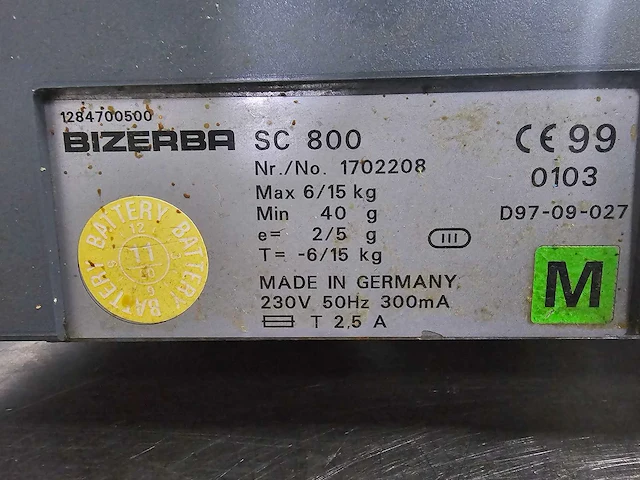 1284700500
BIZERBA SC 800
Nr./No. 1702208
Max 6/15 kg
Min 40 g
e= 2/5 g
T= -6/15 kg
MADE IN GERMANY
230V 50Hz 300mA
T 2,5 A
III
CE 99
0103
D97-09-027
M
BATTERY BATTERY BATTERY
12
11